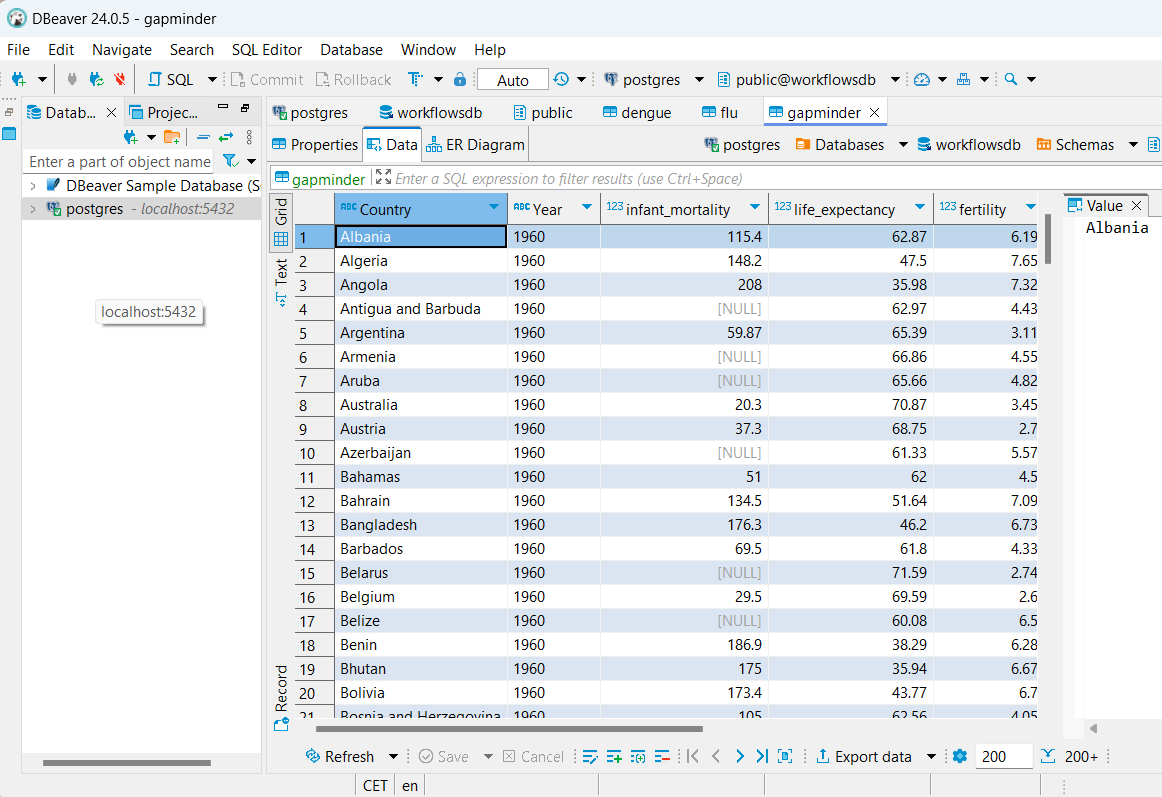 DBeaver 24.0.5 - gapminder
File Edit Navigate Search SQL Editor Database Window Help
SQL Commit Rollback T Auto postgres public@workflowsdb
Datab... Projec... postgres workflowsdb public dengue flu gapminder
Properties Data ER Diagram postgres Databases workflowsdb Schemas
Enter a part of object name
DBeaver Sample Database (S
postgres - localhost:5432
localhost:5432
gapminder Enter a SQL expression to filter results (use Ctrl+Space)
Grid
Text
Record
ABC Country ABC Year 123 infant_mortality 123 life_expectancy 123 fertility
1 Albania 1960 115.4 62.87 6.19
2 Algeria 1960 148.2 47.5 7.65
3 Angola 1960 208 35.98 7.32
4 Antigua and Barbuda 1960 [NULL] 62.97 4.43
5 Argentina 1960 59.87 65.39 3.11
6 Armenia 1960 [NULL] 66.86 4.55
7 Aruba 1960 [NULL] 65.66 4.82
8 Australia 1960 20.3 70.87 3.45
9 Austria 1960 37.3 68.75 2.7
10 Azerbaijan 1960 [NULL] 61.33 5.57
11 Bahamas 1960 51 62 4.5
12 Bahrain 1960 134.5 51.64 7.09
13 Bangladesh 1960 176.3 46.2 6.73
14 Barbados 1960 69.5 61.8 4.33
15 Belarus 1960 [NULL] 71.59 2.74
16 Belgium 1960 29.5 69.59 2.6
17 Belize 1960 [NULL] 60.08 6.5
18 Benin 1960 186.9 38.29 6.28
19 Bhutan 1960 175 35.94 6.67
20 Bolivia 1960 173.4 43.77 6.7
21 Bosnia and Herzegovina 1960 105 62.56 4.05
Value
Albania
Refresh Save Cancel Export data 200 200+
CET en